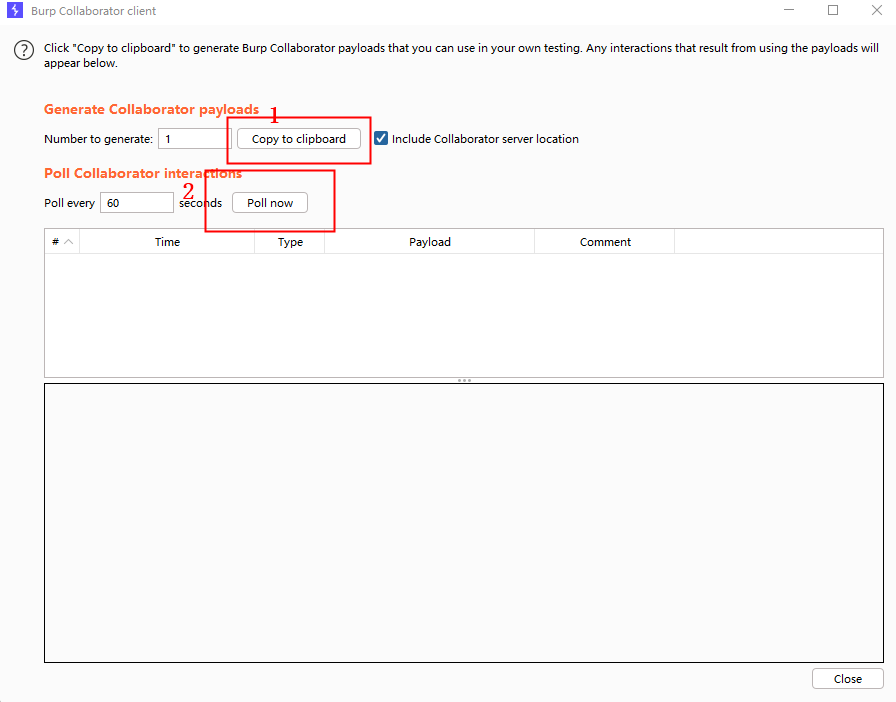 Burp Collaborator client
Click "Copy to clipboard" to generate Burp Collaborator payloads that you can use in your own testing. Any interactions that result from using the payloads will
appear below.
Generate Collaborator payloads
1
Number to generate: 1 Copy to clipboard Include Collaborator server location
Poll Collaborator interactions
2
Poll every 60 seconds Poll now
# Time Type Payload Comment
Close